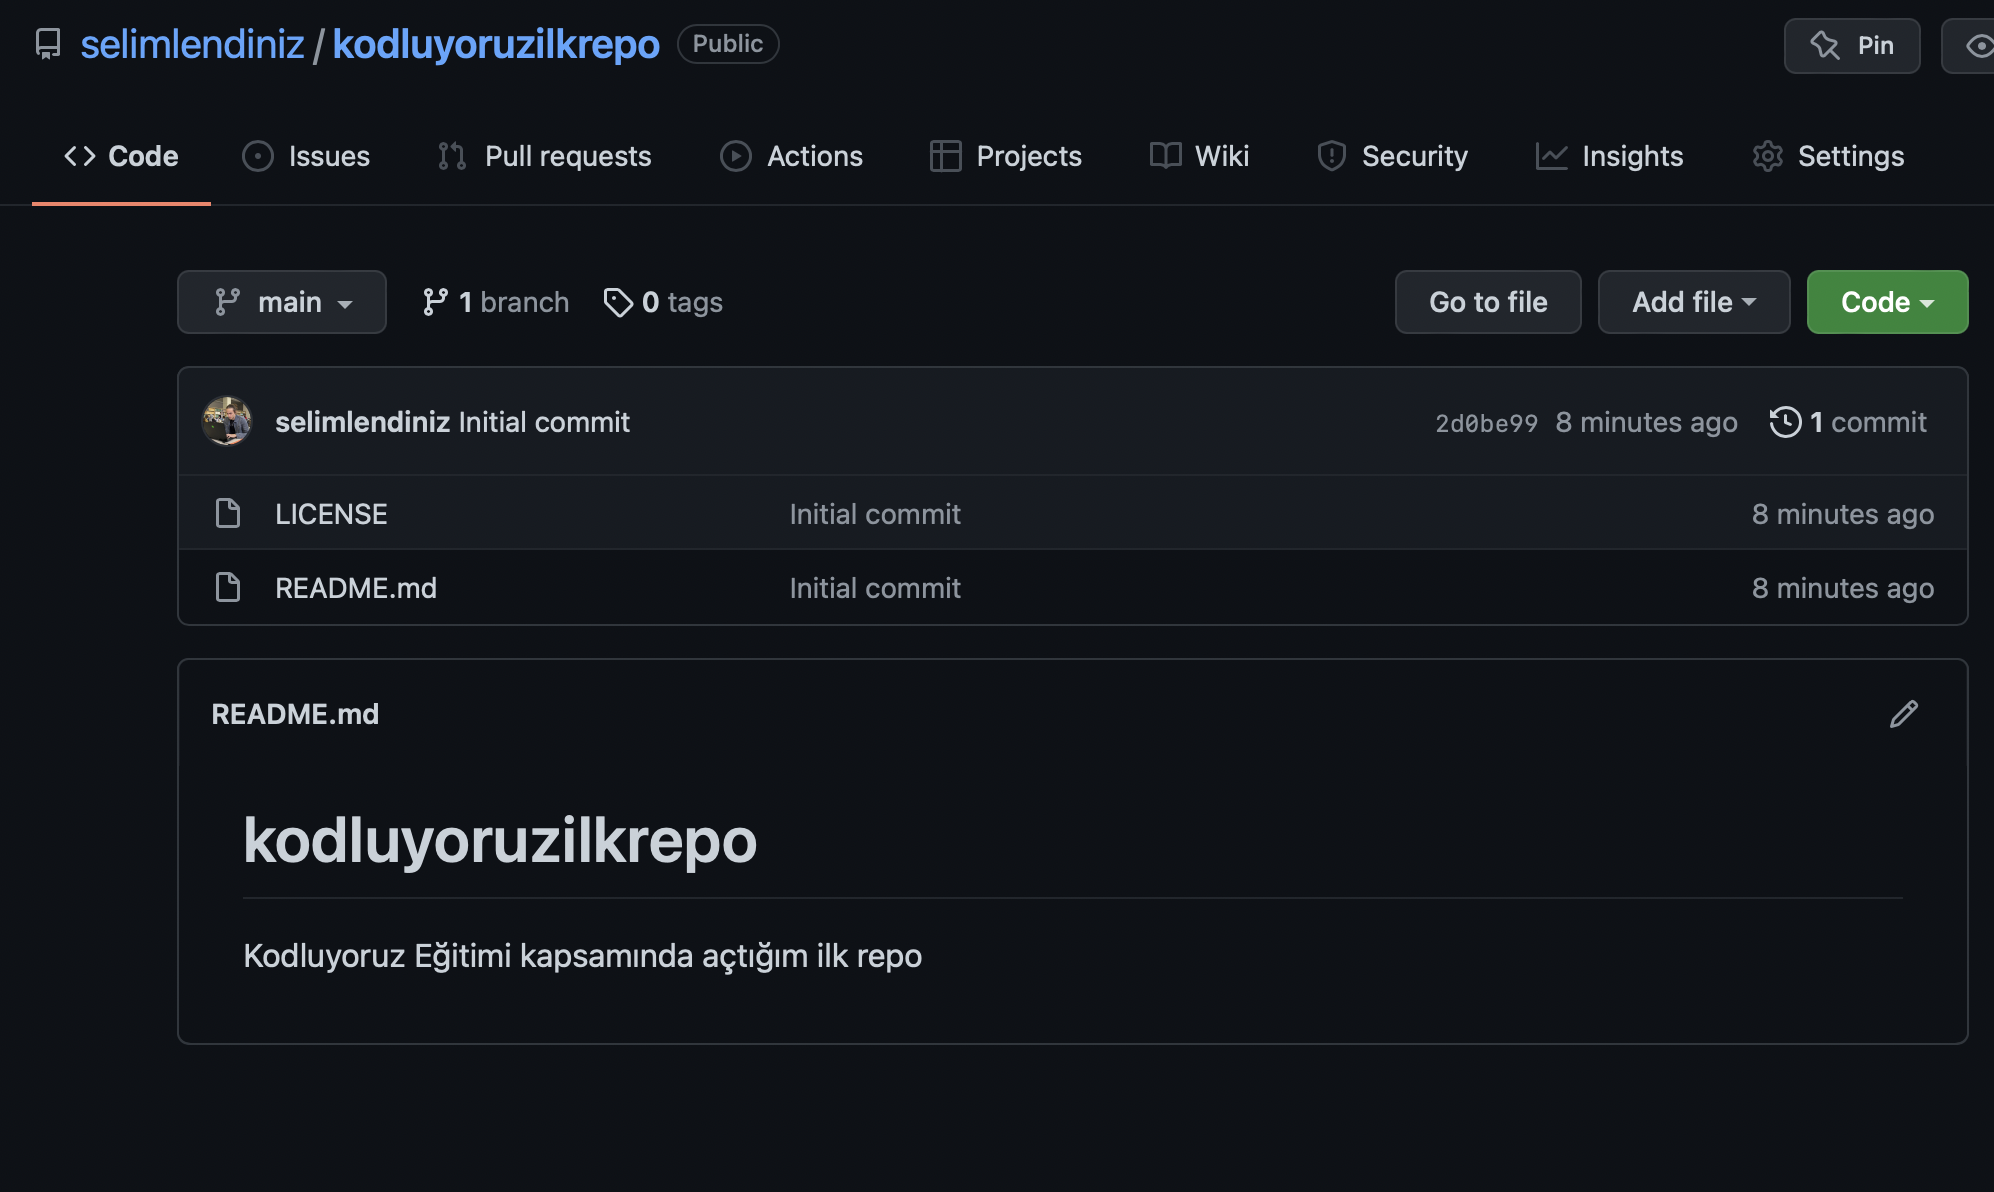 selimlendiniz / kodluyoruzilkrepo Public Pin
Code Issues Pull requests Actions Projects Wiki Security Insights Settings
main 1 branch 0 tags Go to file Add file Code
selimlendiniz Initial commit 2d0be99 8 minutes ago 1 commit
LICENSE Initial commit 8 minutes ago
README.md Initial commit 8 minutes ago
README.md
kodluyoruzilkrepo
Kodluyoruz Eğitimi kapsamında açtığım ilk repo